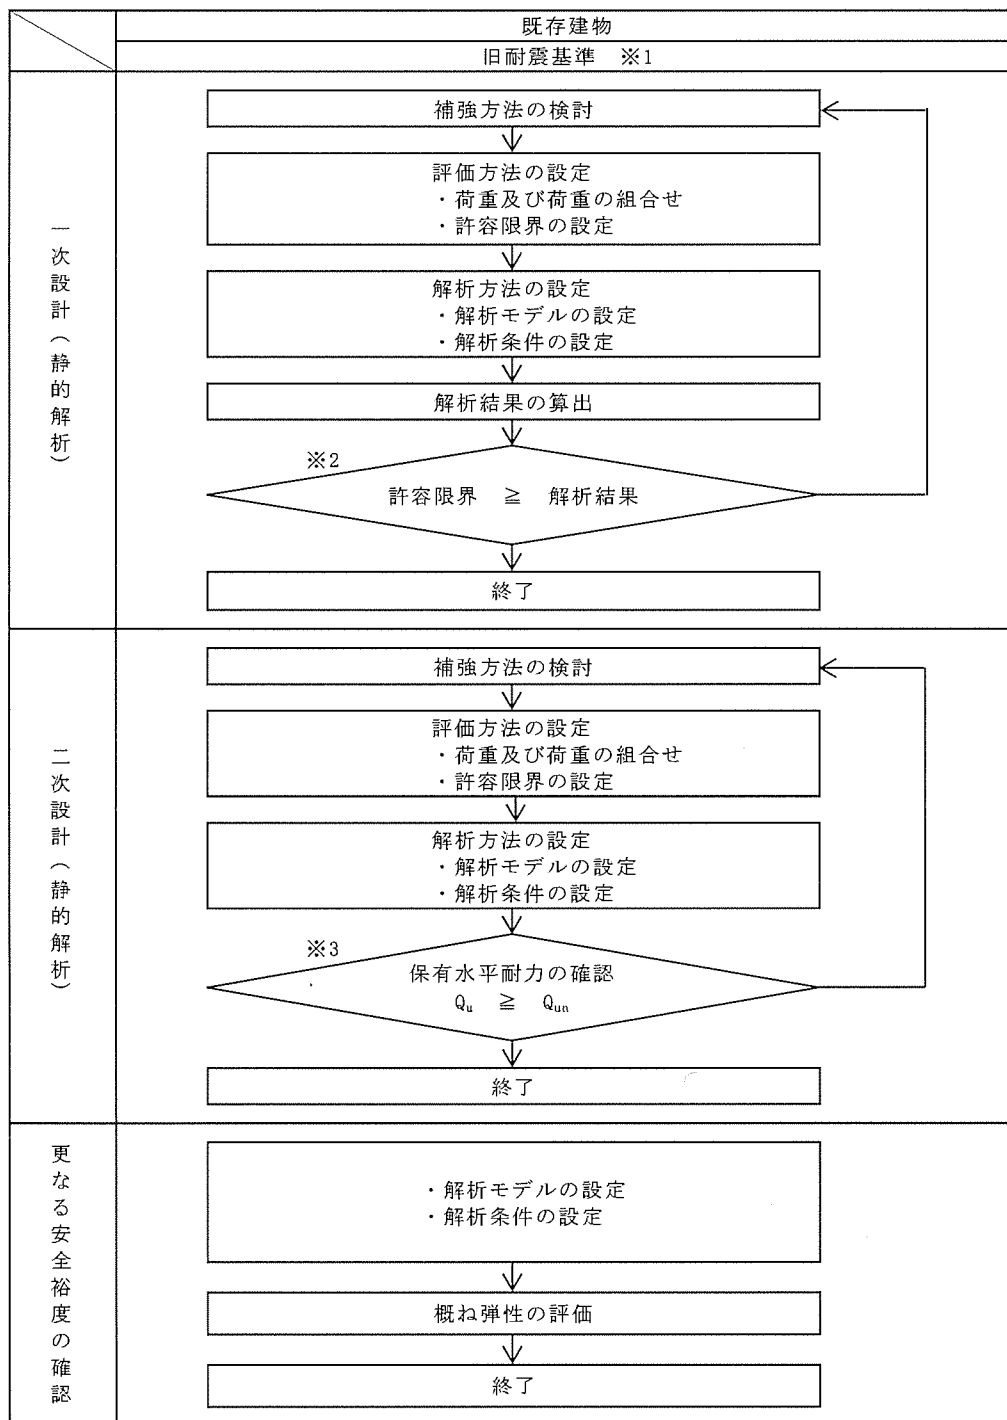 既存建物
旧耐震基準 ※1
一次設計（静的解析）
補強方法の検討
評価方法の設定
・荷重及び荷重の組合せ
・許容限界の設定
解析方法の設定
・解析モデルの設定
・解析条件の設定
解析結果の算出
※2
許容限界 ≧ 解析結果
終了
二次設計（静的解析）
補強方法の検討
評価方法の設定
・荷重及び荷重の組合せ
・許容限界の設定
解析方法の設定
・解析モデルの設定
・解析条件の設定
※3
保有水平耐力の確認
Qu ≧ Qun
終了
更なる安全裕度の確認
・解析モデルの設定
・解析条件の設定
概ね弾性の評価
終了